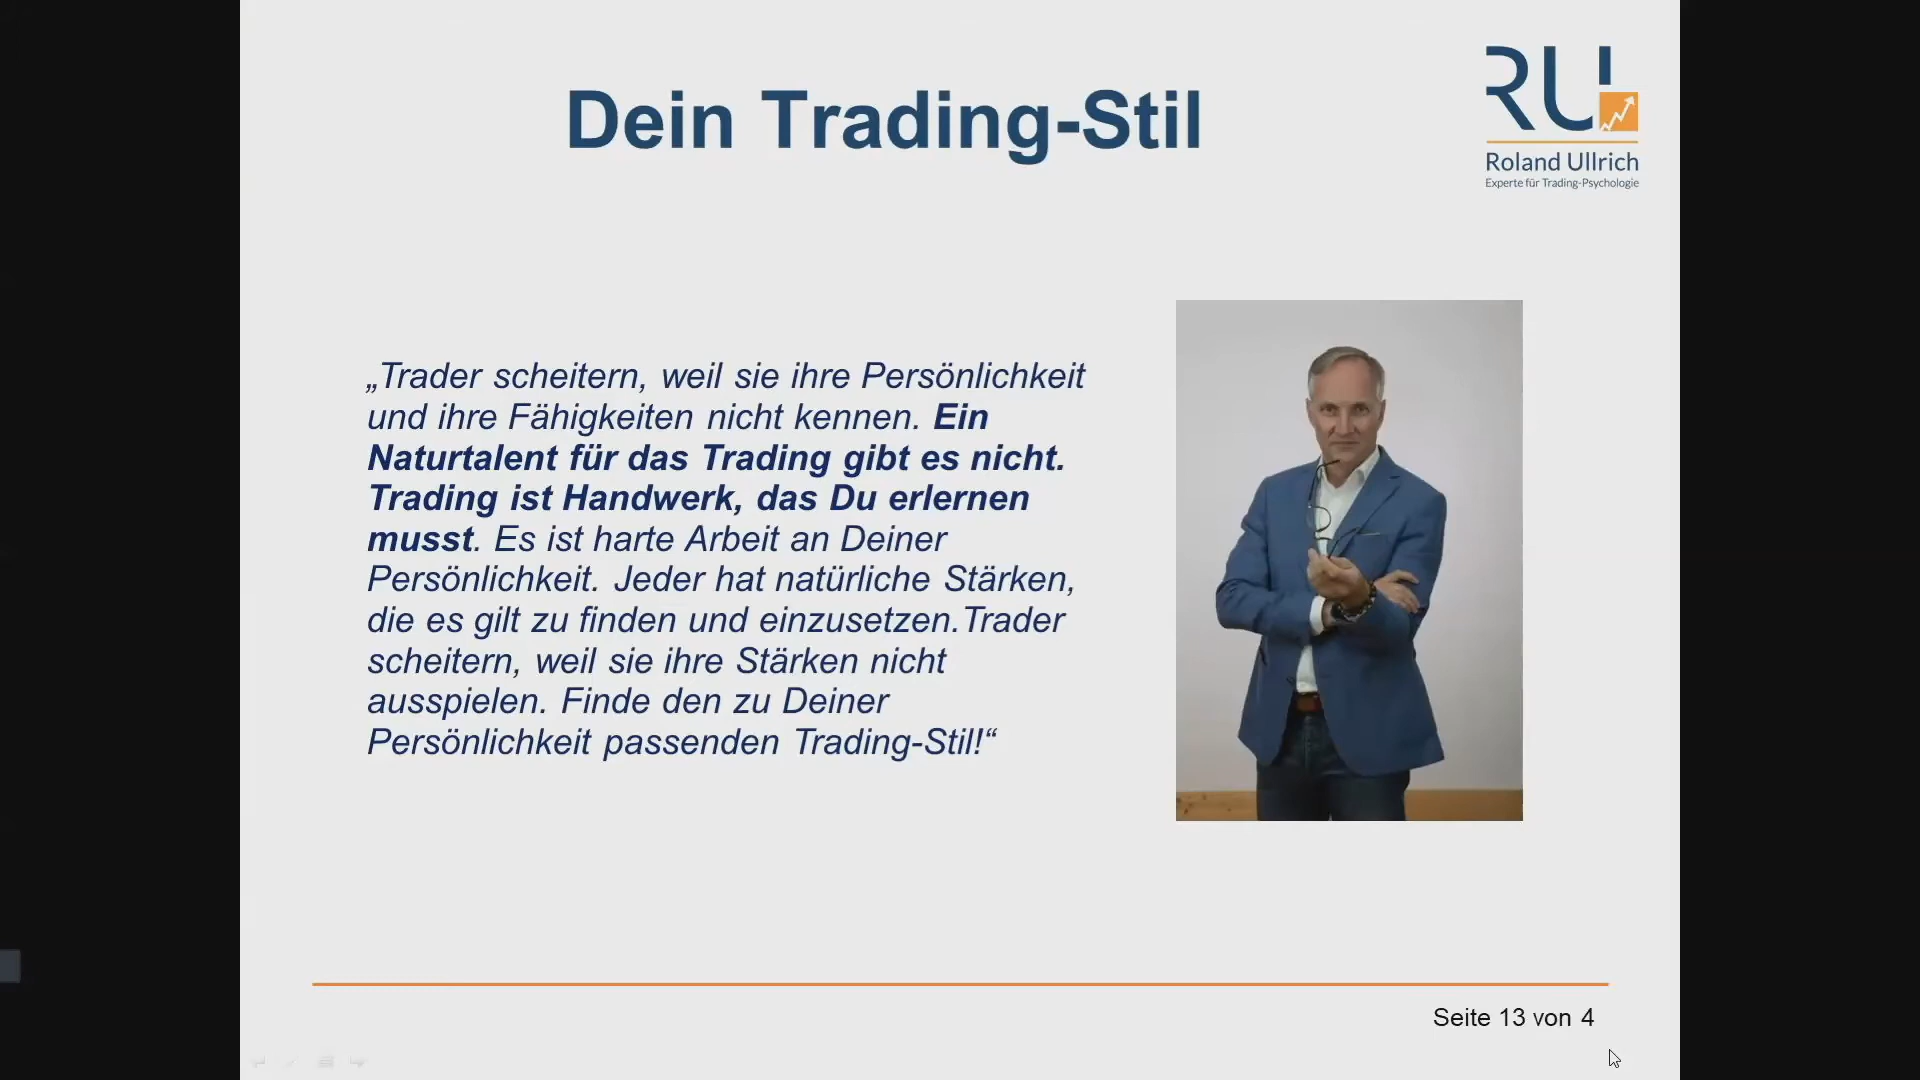 Dein Trading-Stil
RU
Roland Ullrich
Experte für Trading-Psychologie
„Trader scheitern, weil sie ihre Persönlichkeit
und ihre Fähigkeiten nicht kennen. Ein
Naturtalent für das Trading gibt es nicht.
Trading ist Handwerk, das Du erlernen
musst. Es ist harte Arbeit an Deiner
Persönlichkeit. Jeder hat natürliche Stärken,
die es gilt zu finden und einzusetzen.Trader
scheitern, weil sie ihre Stärken nicht
ausspielen. Finde den zu Deiner
Persönlichkeit passenden Trading-Stil!“
Seite 13 von 4